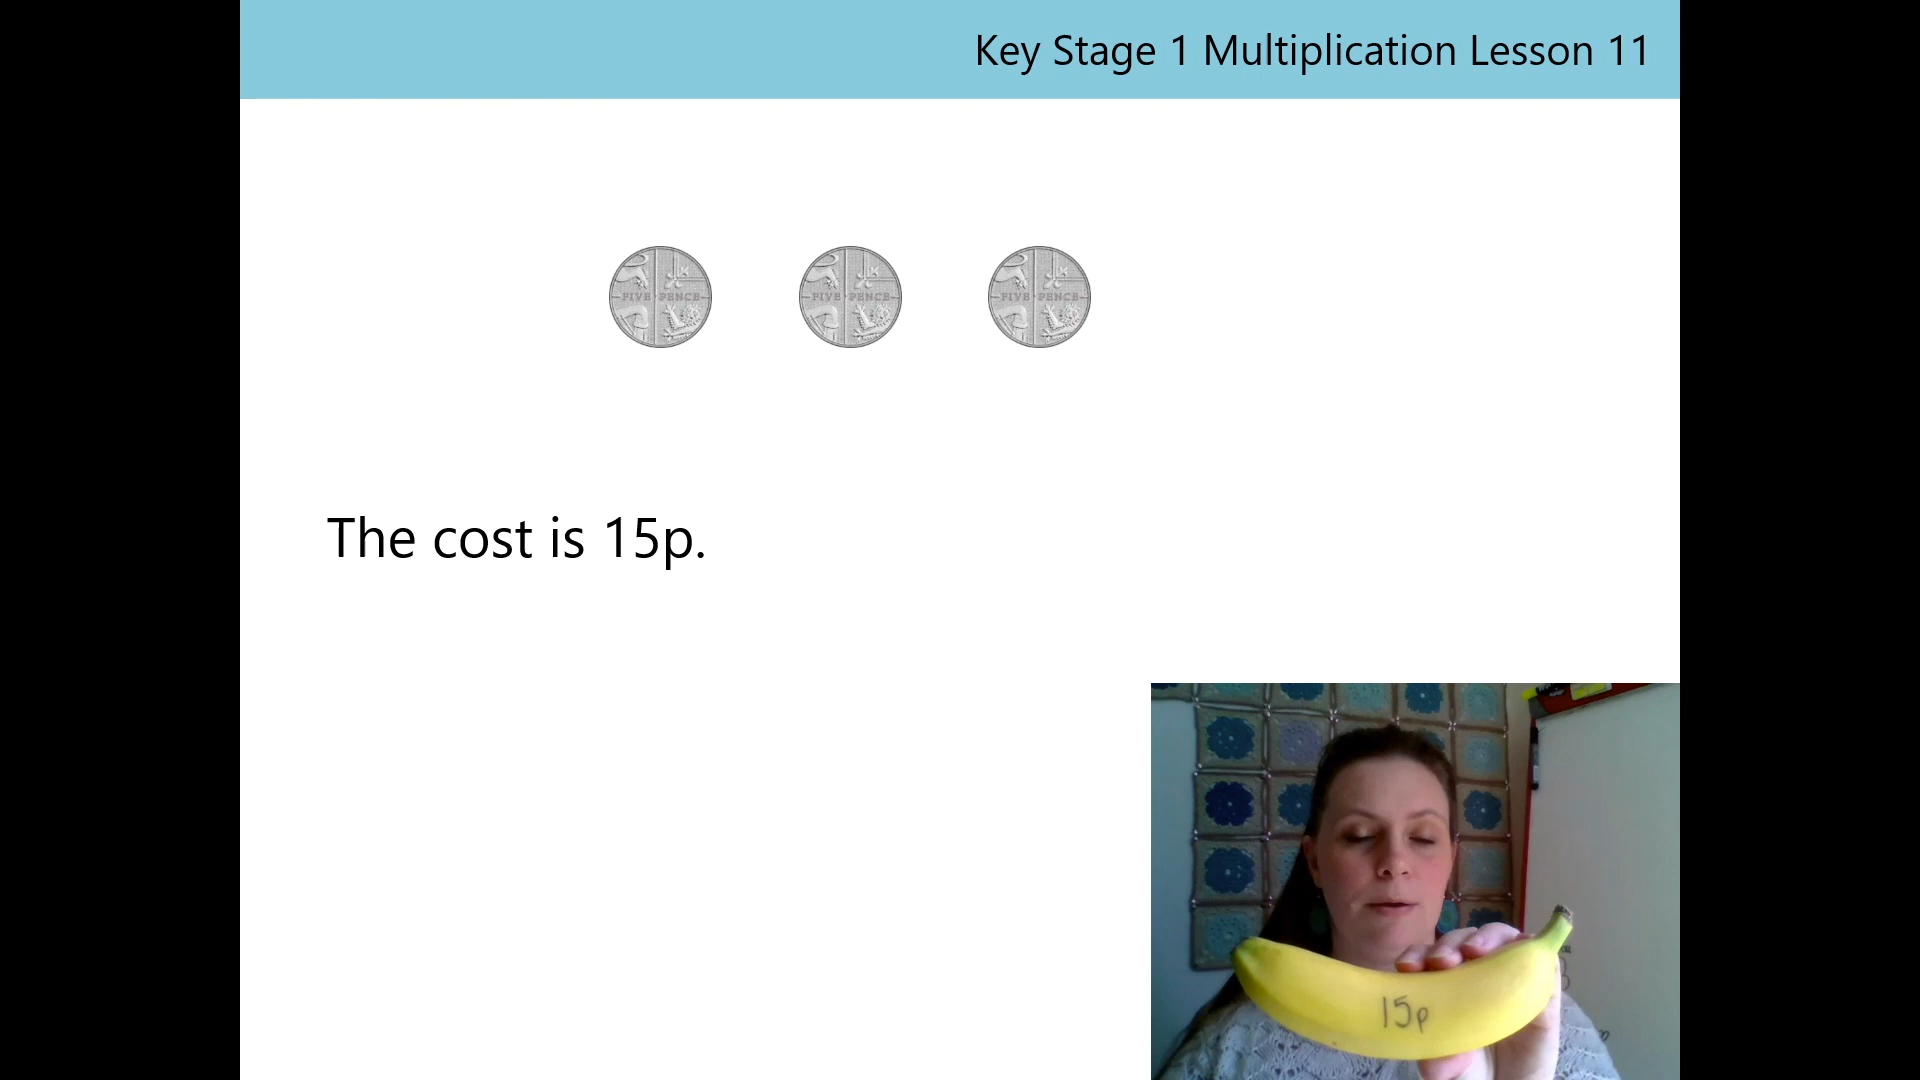 Key Stage 1 Multiplication Lesson 11
FIVE PENCE
FIVE PENCE
FIVE PENCE
The cost is 15p.
15p